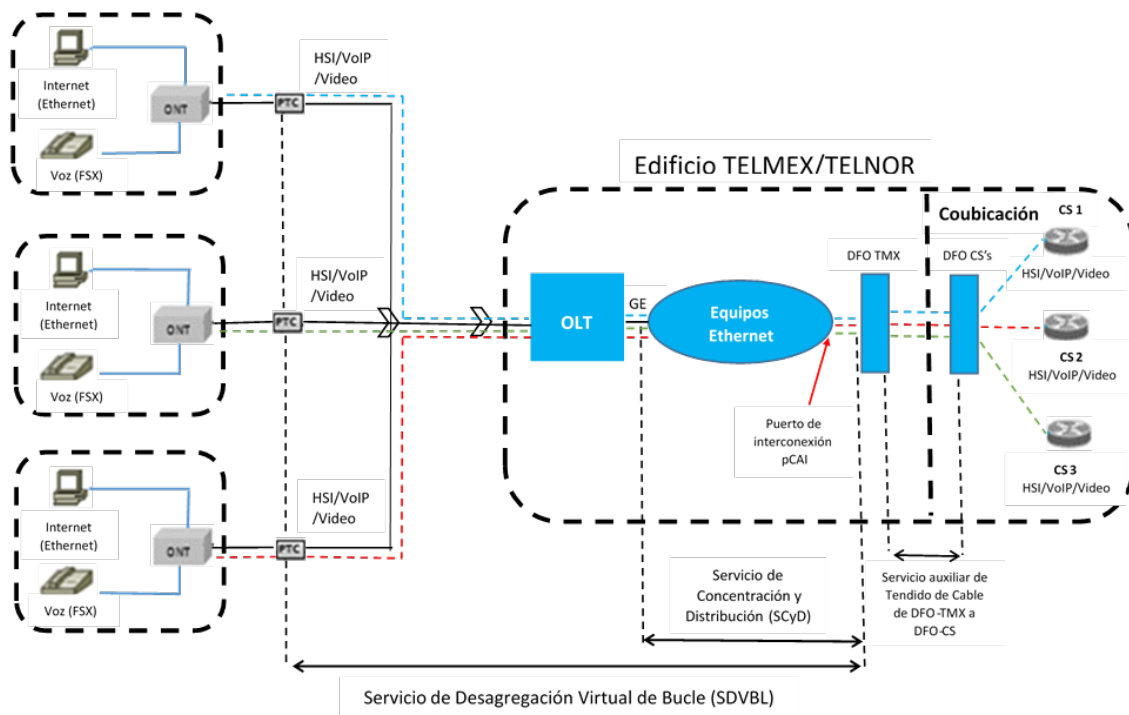 HSI/VoIP
/Video
Internet
(Ethernet)
ONT
PTC
Voz (FSX)
Edificio TELMEX/TELNOR
Coubicación
CS 1
HSI/VoIP/Video
DFO TMX
DFO CS's
HSI/VoIP
/Video
Internet
(Ethernet)
ONT
PTC
Voz (FSX)
OLT
GE
Equipos
Ethernet
CS 2
HSI/VoIP/Video
Puerto de
interconexión
pCAI
CS 3
HSI/VoIP/Video
HSI/VoIP
/Video
Internet
(Ethernet)
ONT
PTC
Voz (FSX)
Servicio de
Concentración y
Distribución (SCyD)
Servicio auxiliar de
Tendido de Cable
de DFO-TMX a
DFO-CS
Servicio de Desagregación Virtual de Bucle (SDVBL)